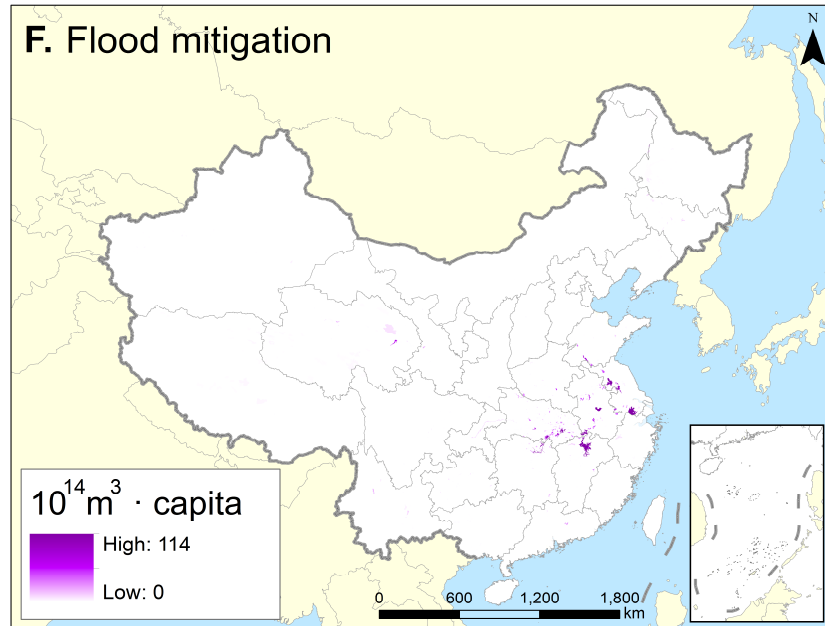 F. Flood mitigation
N
10¹⁴m³ · capita
High: 114
Low: 0
0 600 1,200 1,800
km